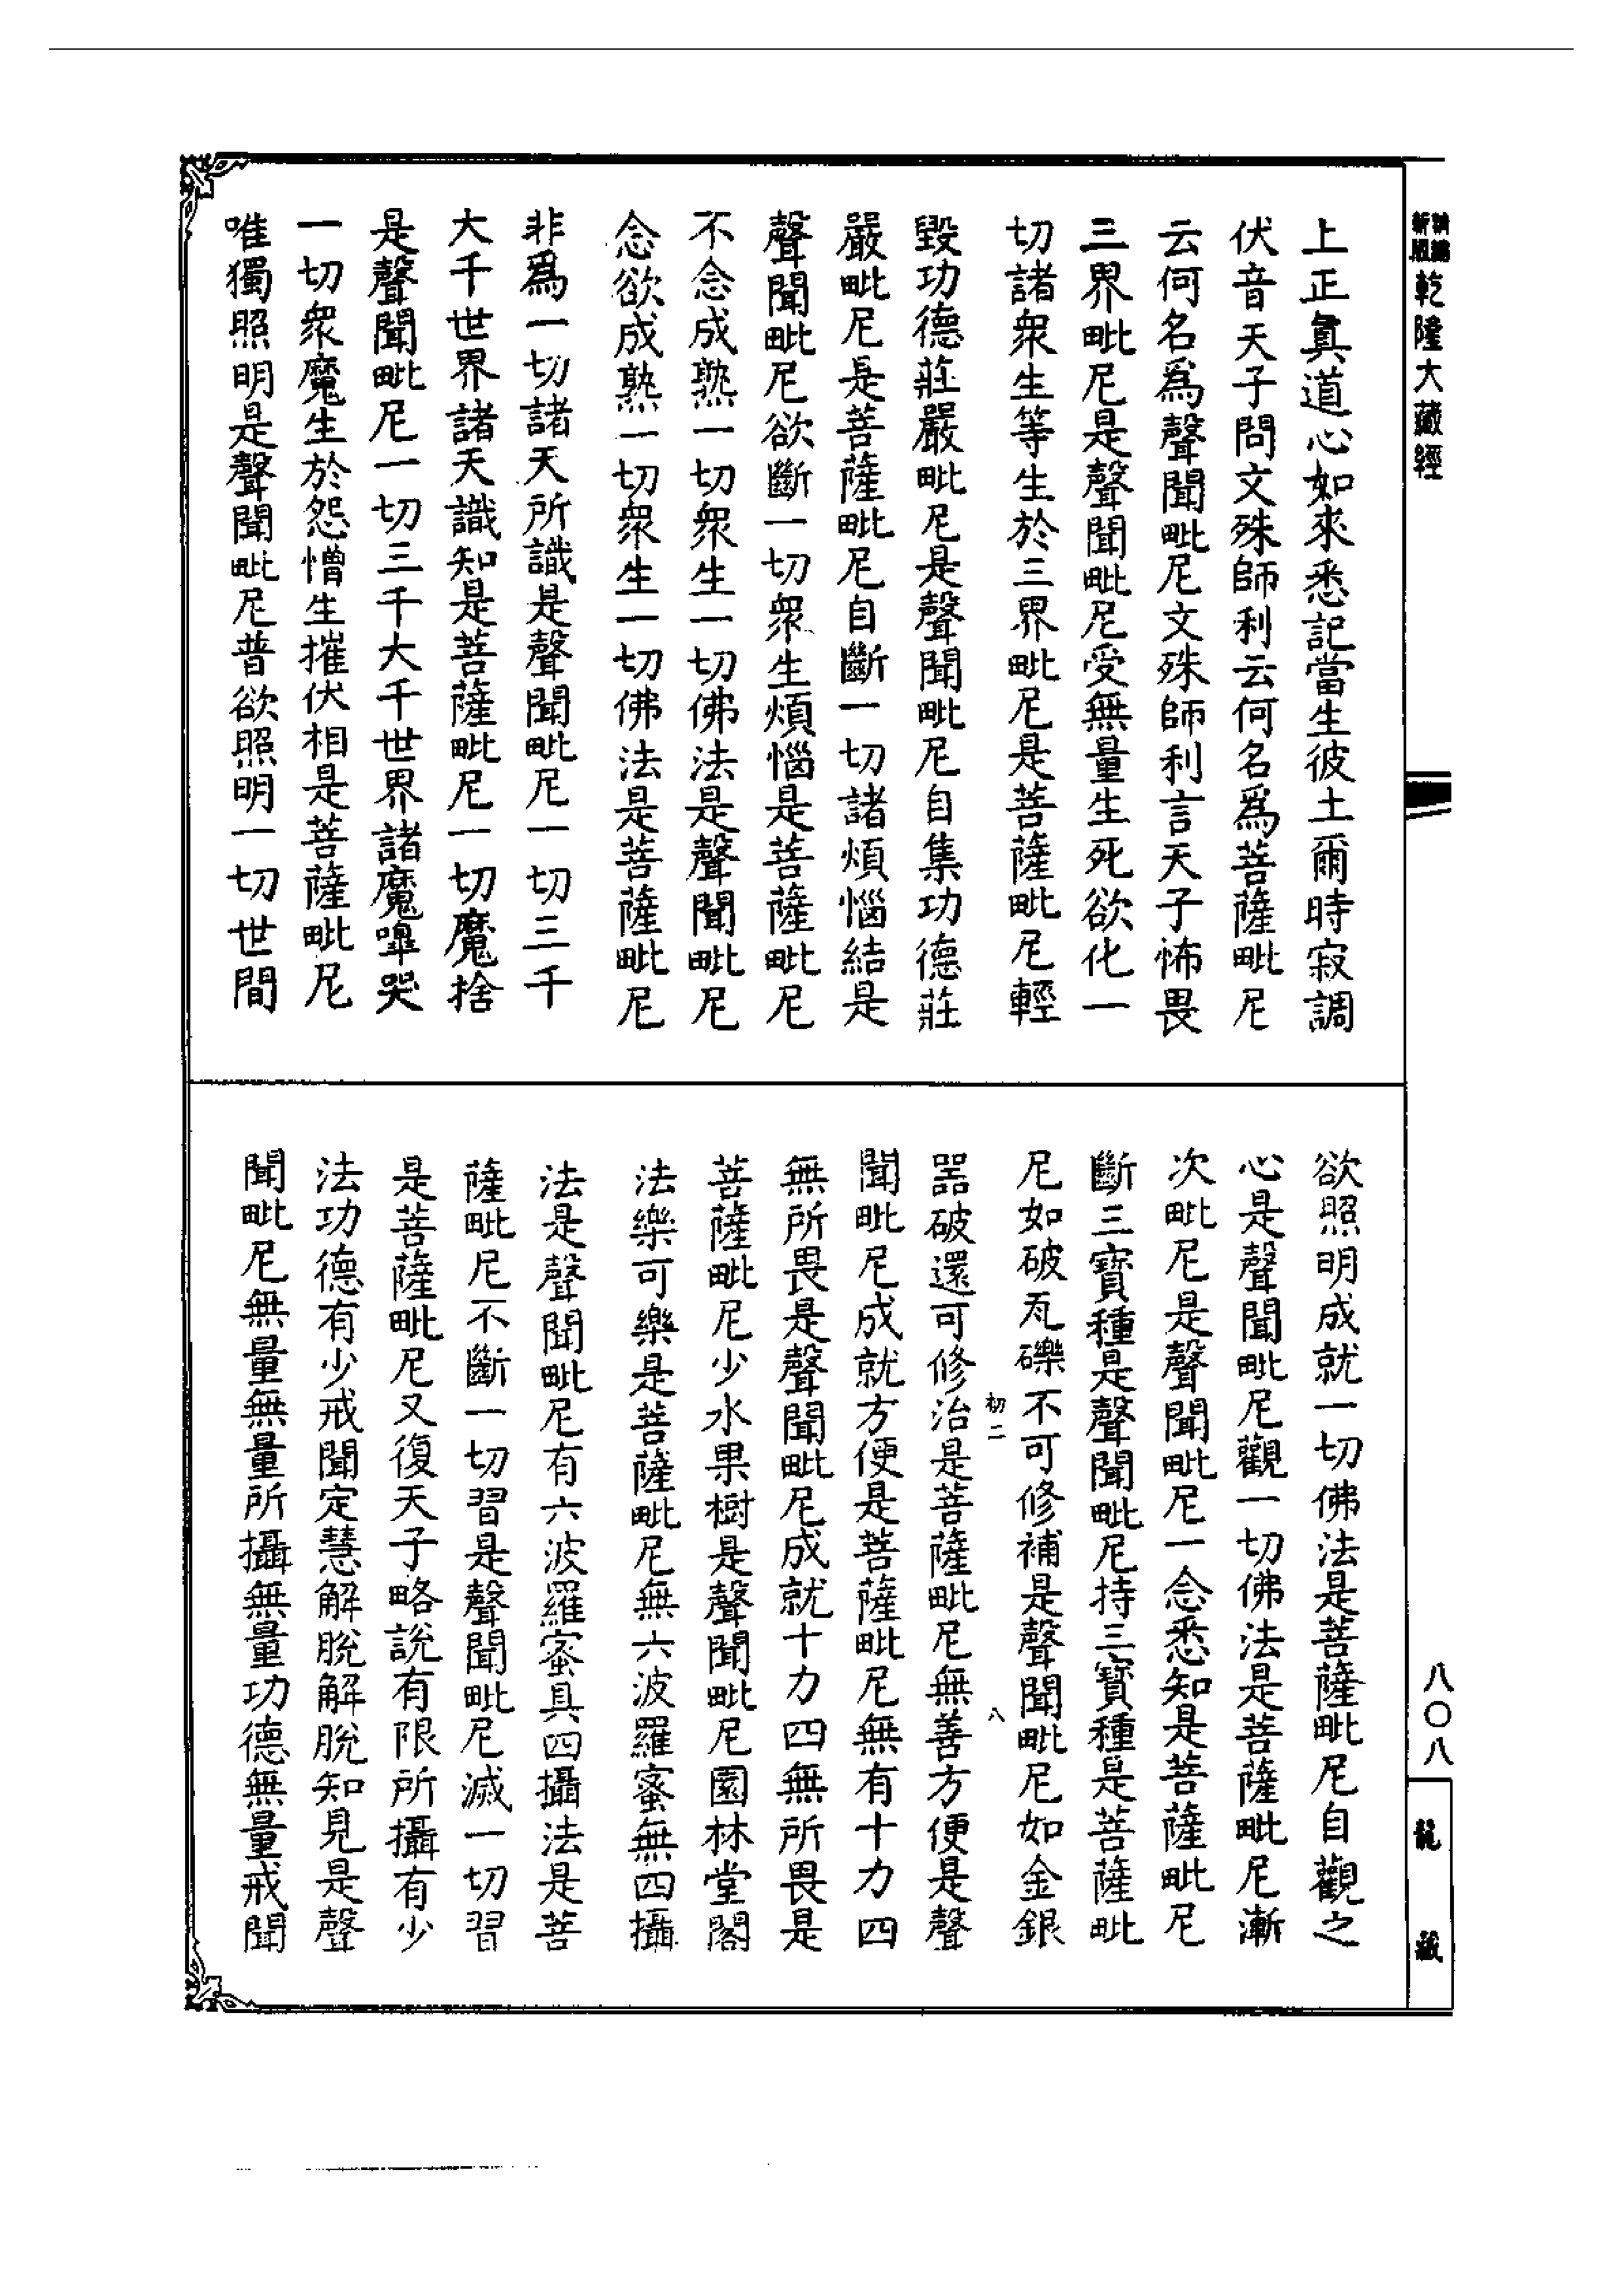 新編
新版
乾隆大藏經
上正真道心如來悉記當生彼土爾時寂調
伏音天子問文殊師利云何名爲菩薩毗尼
云何名爲聲聞毗尼文殊師利言天子怖畏
三界毗尼是聲聞毗尼受無量生死欲化一
切諸衆生等生於三界毗尼是菩薩毗尼輕
毀功德莊嚴毗尼是聲聞毗尼自集功德莊
嚴毗尼是菩薩毗尼自斷一切諸煩惱結是
聲聞毗尼欲斷一切衆生煩惱是菩薩毗尼
不念成熟一切衆生一切佛法是聲聞毗尼
念欲成熟一切衆生一切佛法是菩薩毗尼
非爲一切諸天所識是聲聞毗尼一切三千
大千世界諸天識知是菩薩毗尼一切魔捨
是聲聞毗尼一切三千大千世界諸魔嘷哭
一切衆魔生於怨憎生摧伏相是菩薩毗尼
唯獨照明是聲聞毗尼普欲照明一切世間
欲照明成就一切佛法是菩薩毗尼自觀之
心是聲聞毗尼觀一切佛法是菩薩毗尼漸
次毗尼是聲聞毗尼一念悉知是菩薩毗尼
斷三寶種是聲聞毗尼持三寶種是菩薩毗
尼如破瓦礫不可修補是聲聞毗尼如金銀
初二
八
器破還可修治是菩薩毗尼無善方便是聲
聞毗尼成就方便是菩薩毗尼無有十力四
無所畏是聲聞毗尼成就十力四無所畏是
菩薩毗尼少水果樹是聲聞毗尼園林堂閣
法樂可樂是菩薩毗尼無六波羅蜜無四攝
法是聲聞毗尼有六波羅蜜具四攝法是菩
薩毗尼不斷一切習是聲聞毗尼滅一切習
是菩薩毗尼又復天子略說有限所攝有少
法功德有少戒聞定慧解脫解脫知見是聲
聞毗尼無量無量所攝無量功德無量戒聞
八〇八
龍藏